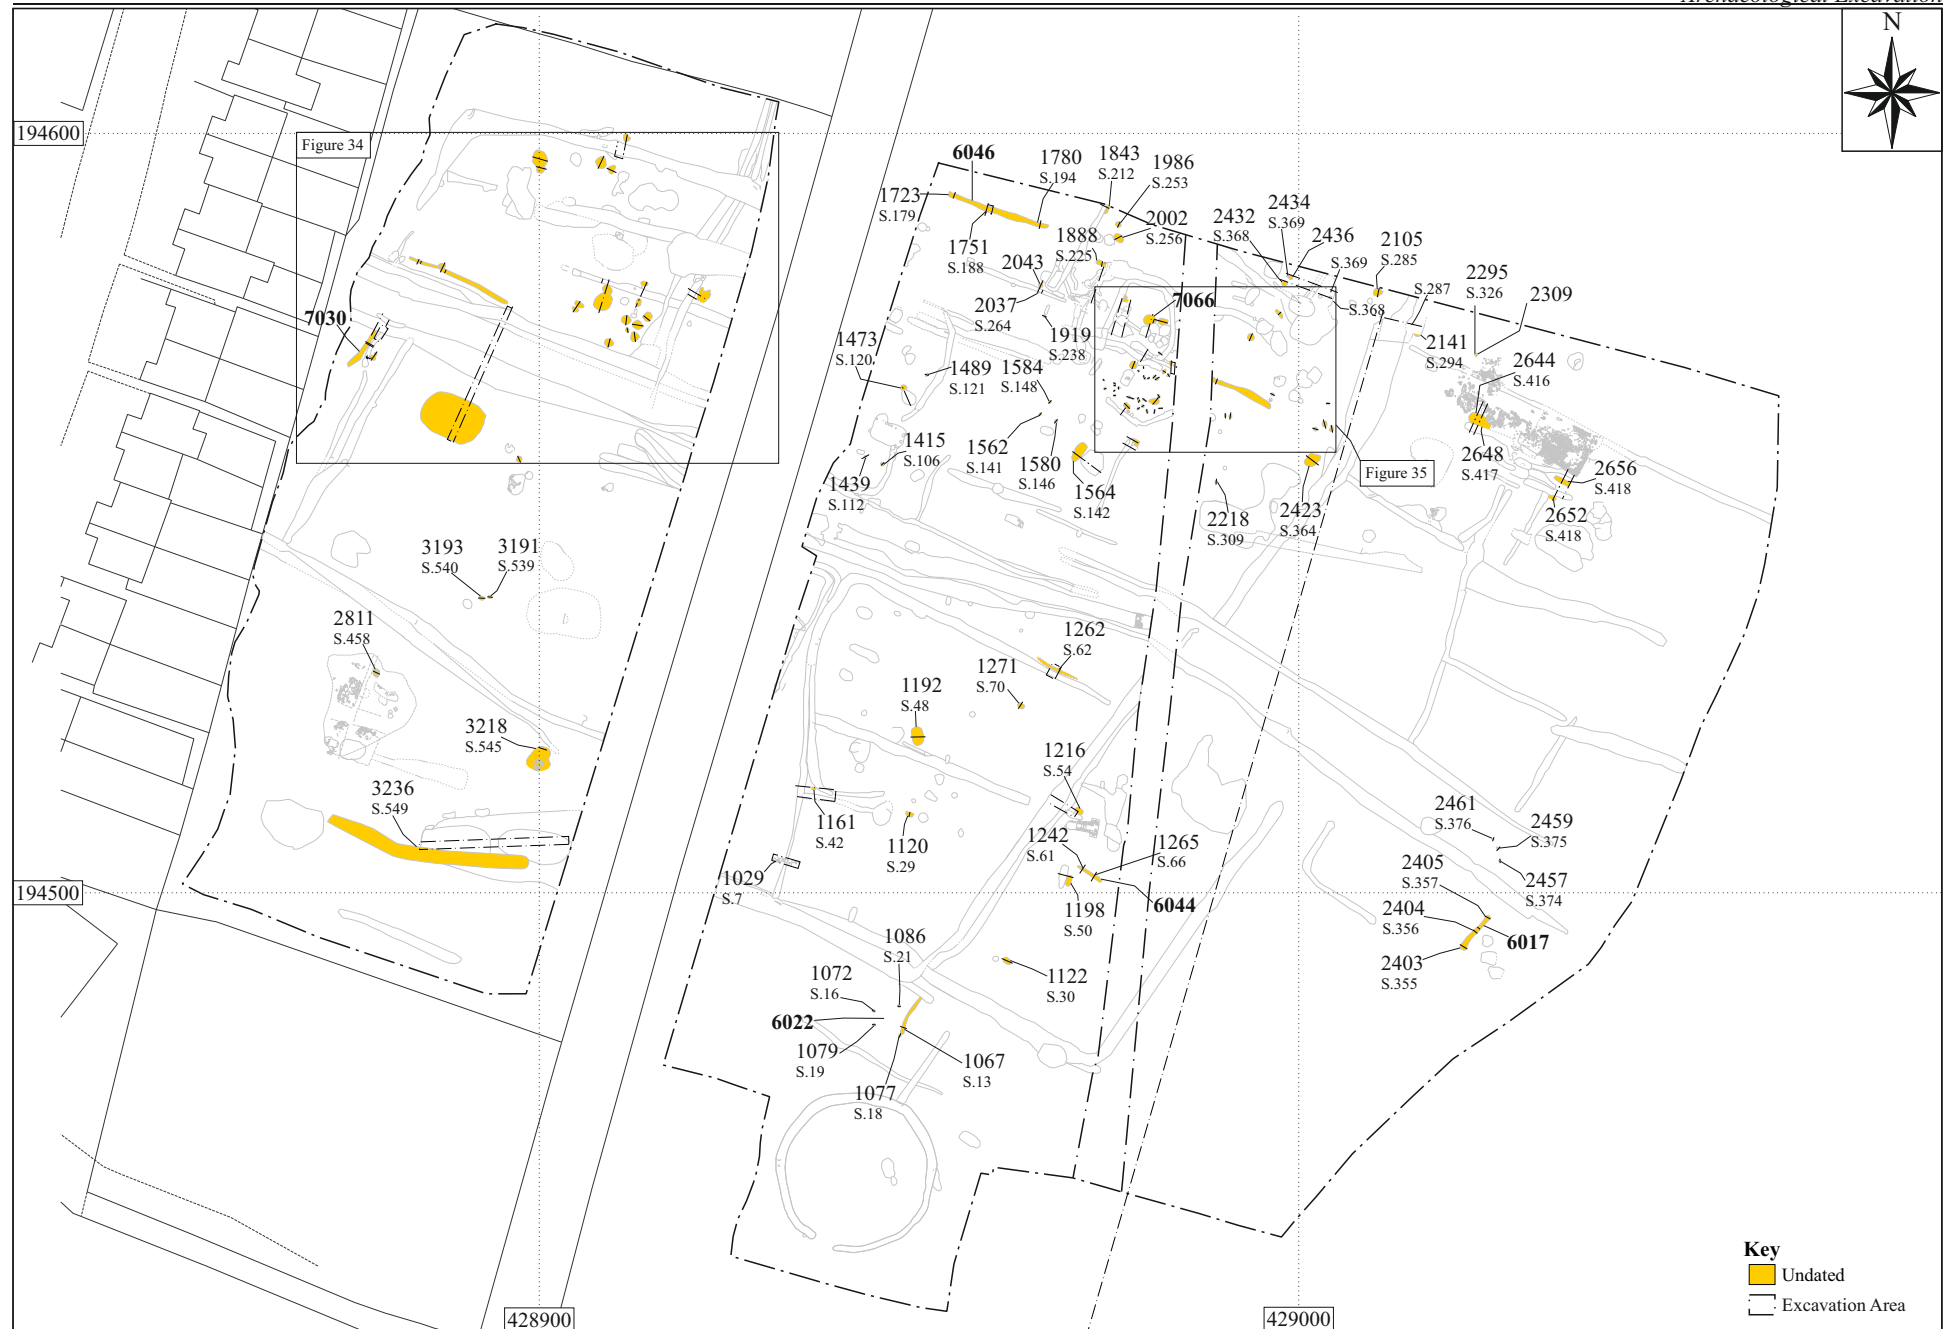 Archaeological Excavation
N
194600
Figure 34
6046
1780
S.194
1843
S.212
1986
S.253
1723
S.179
2002
S.256
2432
S.368
2434
S.369
2436
S.369
2105
S.285
1751
S.188
1888
S.225
2043
2295
S.326
S.287
2309
7066
2037
S.264
S.368
7030
1919
S.238
2141
S.294
1473
S.120
1489
S.121
1584
S.148
2644
S.416
1415
S.106
1562
S.141
1580
S.146
Figure 35
2648
S.417
2656
S.418
1439
S.112
1564
S.142
2218
S.309
2423
S.364
2652
S.418
3193
S.540
3191
S.539
2811
S.458
1262
S.62
1271
S.70
1192
S.48
3218
S.545
1216
S.54
3236
S.549
1161
S.42
1120
S.29
1242
S.61
1265
S.66
2461
S.376
2459
S.375
1029
S.7
194500
2405
S.357
2457
S.374
1198
S.50
6044
2404
S.356
6017
1086
S.21
2403
S.355
1072
S.16
1122
S.30
6022
1079
S.19
1067
S.13
1077
S.18
Key
Undated
Excavation Area
428900
429000